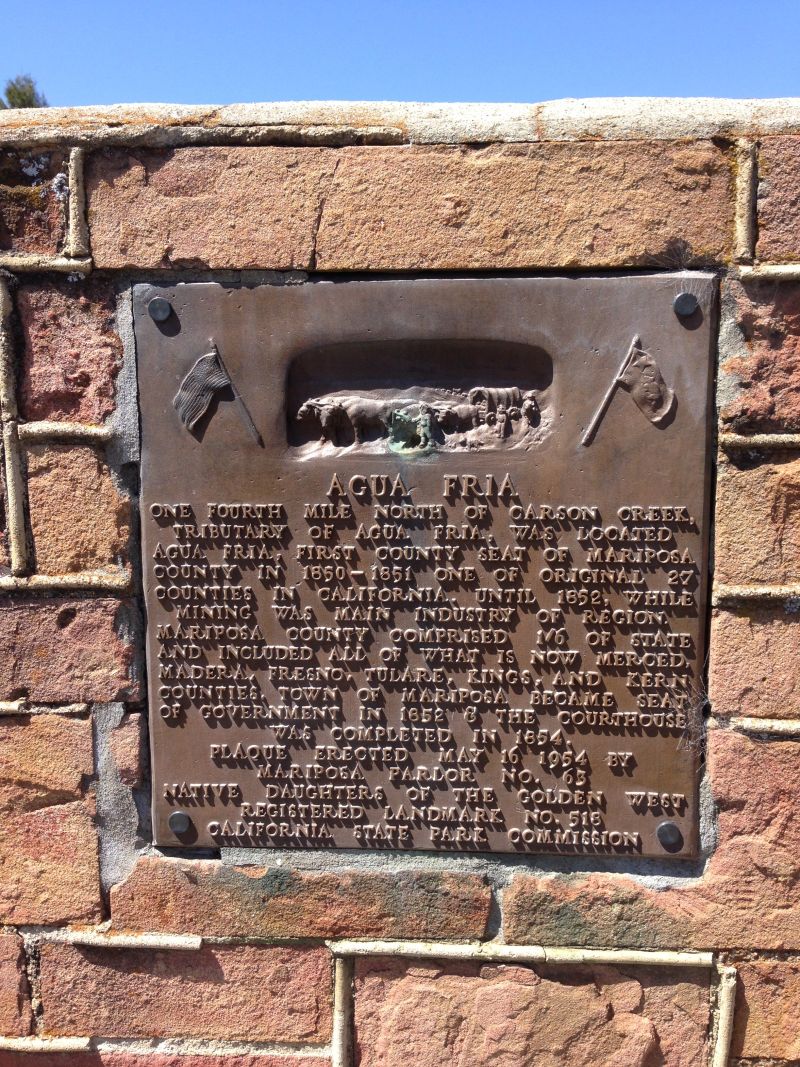 AGUA FRIA
ONE FOURTH MILE NORTH OF CARSON CREEK,
TRIBUTARY OF AGUA FRIA, WAS LOCATED
AGUA FRIA, FIRST COUNTY SEAT OF MARIPOSA
COUNTY IN 1850-1851 ONE OF ORIGINAL 27
COUNTIES IN CALIFORNIA. UNTIL 1852, WHILE
MINING WAS MAIN INDUSTRY OF REGION,
MARIPOSA COUNTY COMPRISED 1/6 OF STATE
AND INCLUDED ALL OF WHAT IS NOW MERCED,
MADERA, FRESNO, TULARE, KINGS, AND KERN
COUNTIES. TOWN OF MARIPOSA BECAME SEAT
OF GOVERNMENT IN 1852 & THE COURTHOUSE
WAS COMPLETED IN 1854.
PLAQUE ERECTED MAY 16 1954 BY
MARIPOSA PARLOR NO. 63
NATIVE DAUGHTERS OF THE GOLDEN WEST
REGISTERED LANDMARK NO. 518
CALIFORNIA STATE PARK COMMISSION